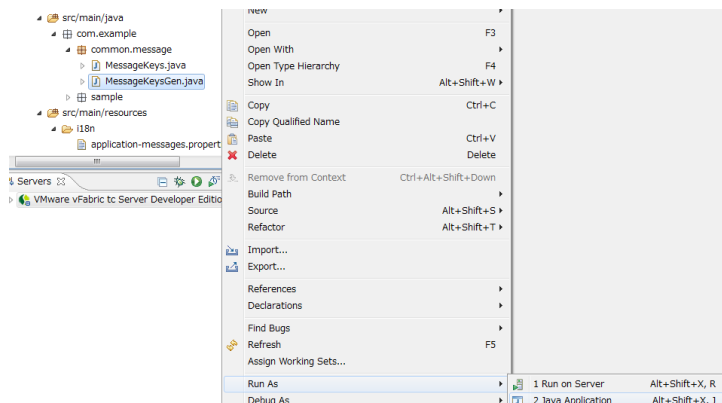 src/main/java
com.example
common.message
MessageKeys.java
MessageKeysGen.java
sample
src/main/resources
i18n
application-messages.propert
Servers
VMware vFabric tc Server Developer Editio
New
Open F3
Open With
Open Type Hierarchy F4
Show In Alt+Shift+W
Copy Ctrl+C
Copy Qualified Name
Paste Ctrl+V
Delete Delete
Remove from Context Ctrl+Alt+Shift+Down
Build Path
Source Alt+Shift+S
Refactor Alt+Shift+T
Import...
Export...
References
Declarations
Find Bugs
Refresh F5
Assign Working Sets...
Run As
Debug As
1 Run on Server Alt+Shift+X, R
2 Java Application Alt+Shift+X, J